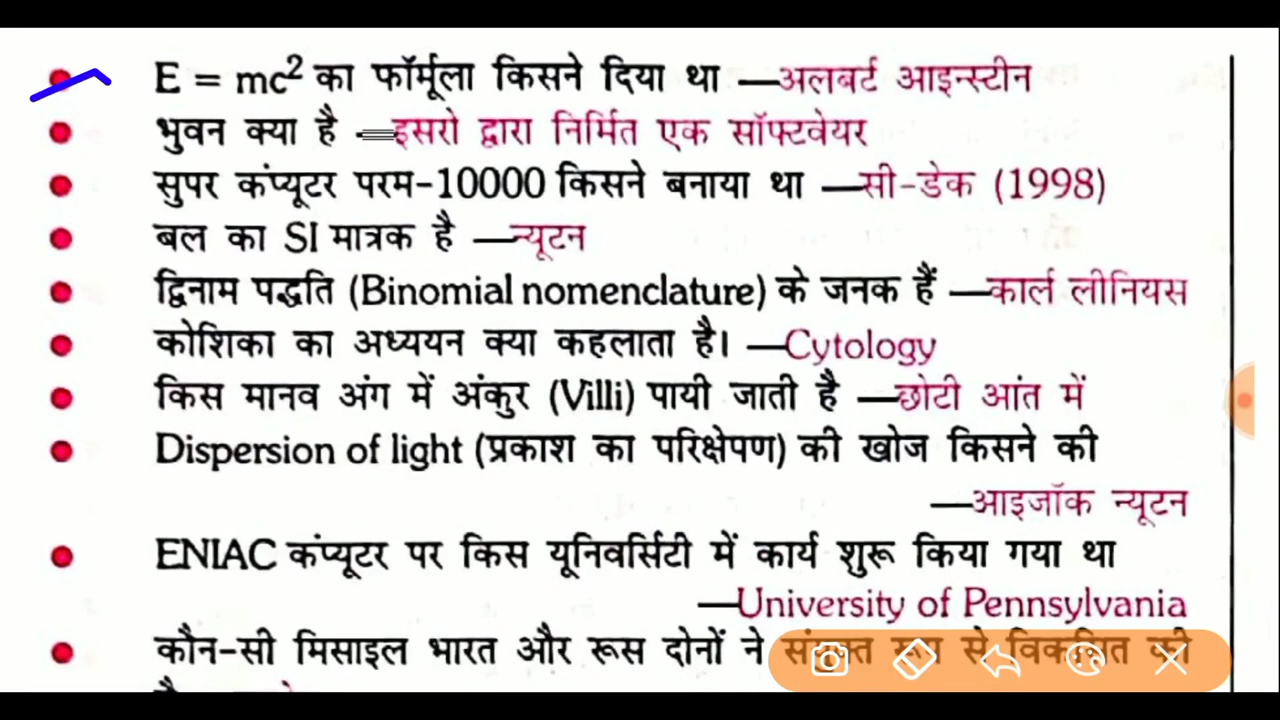 E = mc² का फॉर्मूला किसने दिया था —अलबर्ट आइन्स्टीन
भुवन क्या है —इसरो द्वारा निर्मित एक सॉफ्टवेयर
सुपर कंप्यूटर परम-10000 किसने बनाया था —सी-डेक (1998)
बल का SI मात्रक है —न्यूटन
द्विनाम पद्धति (Binomial nomenclature) के जनक हैं —कार्ल लीनियस
कोशिका का अध्ययन क्या कहलाता है। —Cytology
किस मानव अंग में अंकुर (Villi) पायी जाती है —छोटी आंत में
Dispersion of light (प्रकाश का परिक्षेपण) की खोज किसने की
—आइजॉक न्यूटन
ENIAC कंप्यूटर पर किस यूनिवर्सिटी में कार्य शुरू किया गया था
—University of Pennsylvania
कौन-सी मिसाइल भारत और रूस दोनों ने संयुक्त रूप से विकसित की